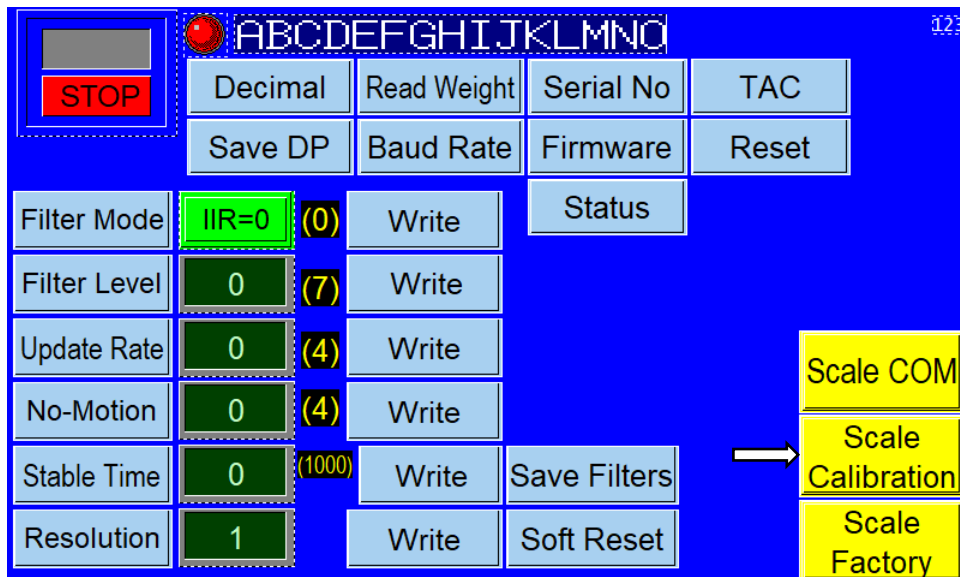 ABCDEFGHIJKLMNO
123
STOP
Decimal
Read Weight
Serial No
TAC
Save DP
Baud Rate
Firmware
Reset
Status
Filter Mode
IIR=0
(0)
Write
Filter Level
0
(7)
Write
Update Rate
0
(4)
Write
No-Motion
0
(4)
Write
Stable Time
0
(1000)
Write
Save Filters
Resolution
1
Write
Soft Reset
Scale COM
Scale
Calibration
Scale
Factory